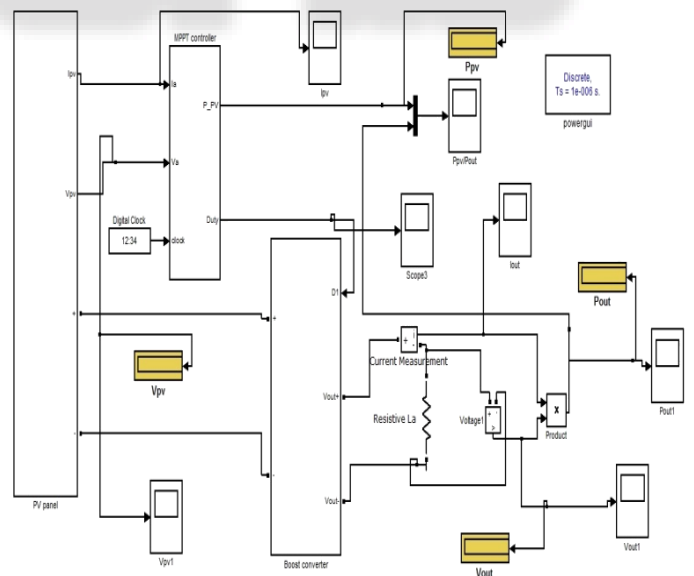 MPPT controller
Ipv
Ia
Ipv
P_PV
Ppv
Discrete,
Ts = 1e-006 s.
powergui
Ppv/Pout
Vpv
Va
Digital Clock
12:34
clock
Duty
Scope3
Iout
D1
Pout
+
+
Vpv
+
-
Current Measurement
Vout+
Resistive La
+
-
v
Voltage1
x
Product
Pout1
-
-
Vout-
PV panel
Vpv1
Boost converter
Vout
Vout1